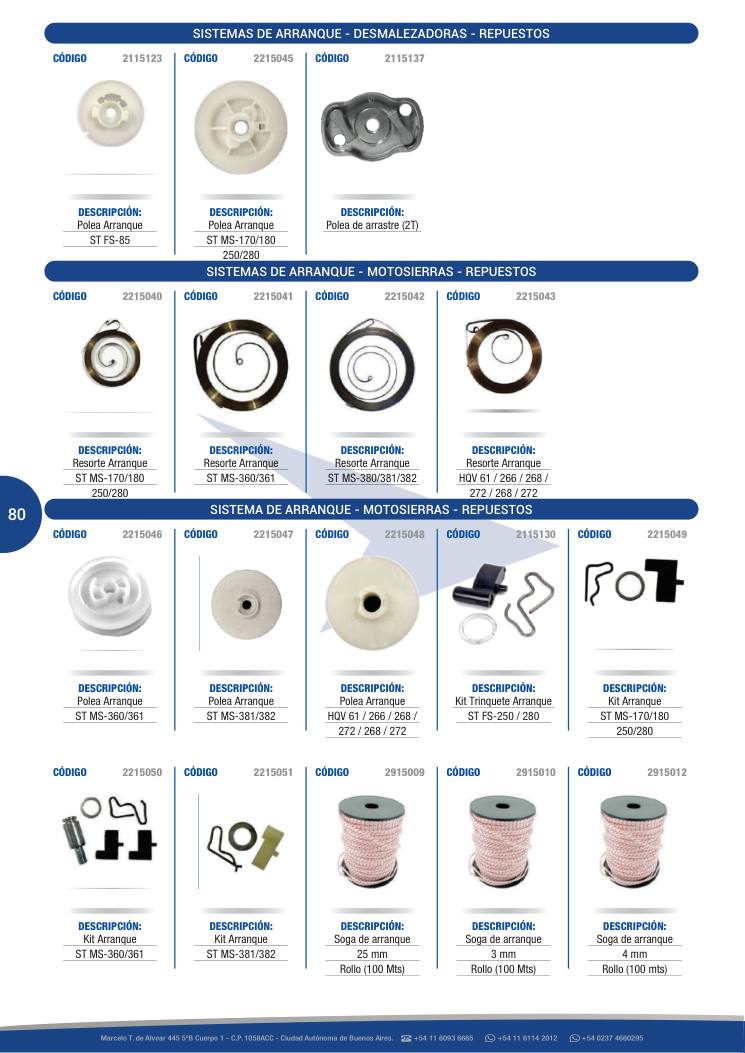 SISTEMAS DE ARRANQUE - DESMALEZADORAS - REPUESTOS
CÓDIGO 2115123
CÓDIGO 2215045
CÓDIGO 2115137
DESCRIPCIÓN:
Polea Arranque
ST FS-85
DESCRIPCIÓN:
Polea Arranque
ST MS-170/180
250/280
DESCRIPCIÓN:
Polea de arrastre (2T)
SISTEMAS DE ARRANQUE - MOTOSIERRAS - REPUESTOS
CÓDIGO 2215040
CÓDIGO 2215041
CÓDIGO 2215042
CÓDIGO 2215043
DESCRIPCIÓN:
Resorte Arranque
ST MS-170/180
250/280
DESCRIPCIÓN:
Resorte Arranque
ST MS-360/361
DESCRIPCIÓN:
Resorte Arranque
ST MS-380/381/382
DESCRIPCIÓN:
Resorte Arranque
HQV 61 / 266 / 268 /
272 / 268 / 272
80
SISTEMA DE ARRANQUE - MOTOSIERRAS - REPUESTOS
CÓDIGO 2215046
CÓDIGO 2215047
CÓDIGO 2215048
CÓDIGO 2115130
CÓDIGO 2215049
DESCRIPCIÓN:
Polea Arranque
ST MS-360/361
DESCRIPCIÓN:
Polea Arranque
ST MS-381/382
DESCRIPCIÓN:
Polea Arranque
HQV 61 / 266 / 268 /
272 / 268 / 272
DESCRIPCIÓN:
Kit Trinquete Arranque
ST FS-250 / 280
DESCRIPCIÓN:
Kit Arranque
ST MS-170/180
250/280
CÓDIGO 2215050
CÓDIGO 2215051
CÓDIGO 2915009
CÓDIGO 2915010
CÓDIGO 2915012
DESCRIPCIÓN:
Kit Arranque
ST MS-360/361
DESCRIPCIÓN:
Kit Arranque
ST MS-381/382
DESCRIPCIÓN:
Soga de arranque
25 mm
Rollo (100 Mts)
DESCRIPCIÓN:
Soga de arranque
3 mm
Rollo (100 Mts)
DESCRIPCIÓN:
Soga de arranque
4 mm
Rollo (100 mts)
Marcelo T. de Alvear 445 5ºB Cuerpo 1 - C.P. 1058ACC - Ciudad Autónoma de Buenos Aires. +54 11 6093 6665 +54 11 6114 2012 +54 0237 4660295